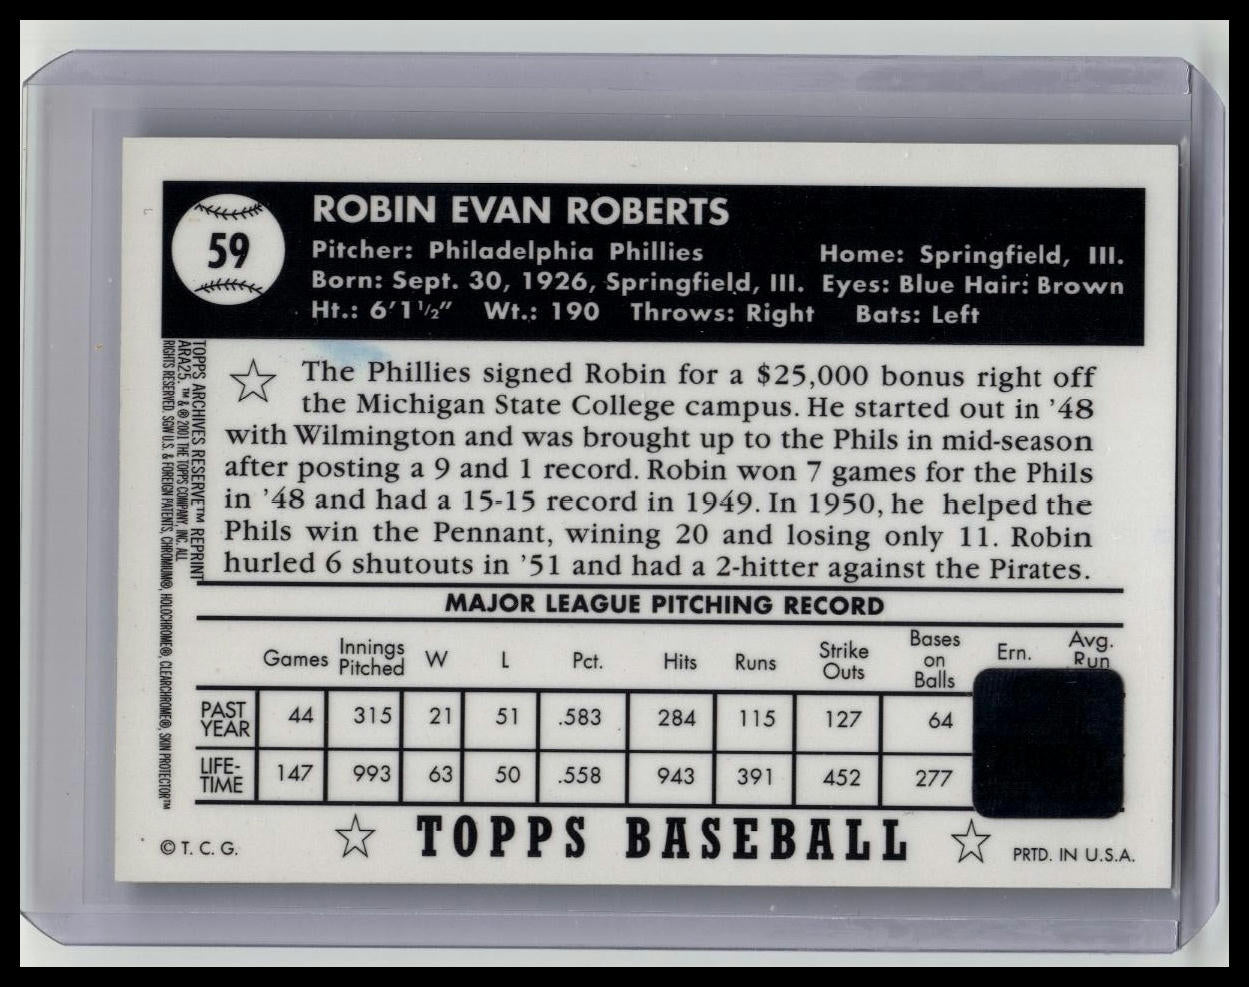 59
ROBIN EVAN ROBERTS
Pitcher: Philadelphia Phillies Home: Springfield, Ill.
Born: Sept. 30, 1926, Springfield, Ill. Eyes: Blue Hair: Brown
Ht.: 6'1 1/2" Wt.: 190 Throws: Right Bats: Left
The Phillies signed Robin for a $25,000 bonus right off
the Michigan State College campus. He started out in '48
with Wilmington and was brought up to the Phils in mid-season
after posting a 9 and 1 record. Robin won 7 games for the Phils
in '48 and had a 15-15 record in 1949. In 1950, he helped the
Phils win the Pennant, wining 20 and losing only 11. Robin
hurled 6 shutouts in '51 and had a 2-hitter against the Pirates.
TOPPS ARCHIVES RESERVE™ REPRINT
ARA25. ™ & ® 2001 THE TOPPS COMPANY, INC. ALL
RIGHTS RESERVED. SGW U.S. & FOREIGN PATENTS, CHROMIUM®, HOLOCHROME®, CLEARCHROME®, SKIN PROTECTOR™
MAJOR LEAGUE PITCHING RECORD
Games Innings Pitched W L Pct. Hits Runs Strike Outs Bases on Balls Ern. Avg. Run
PAST YEAR 44 315 21 51 .583 284 115 127 64
LIFE-TIME 147 993 63 50 .558 943 391 452 277
TOPPS BASEBALL
© T. C. G.
PRTD. IN U.S.A.